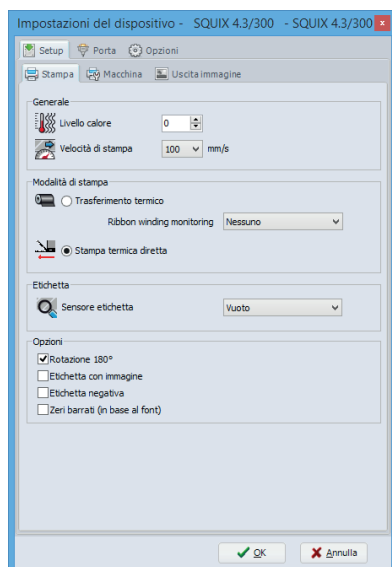 Impostazioni del dispositivo -   SQUIX 4.3/300   - SQUIX 4.3/300
x
Setup Porta Opzioni
Stampa Macchina Uscita immagine
Generale
Livello calore 0
Velocità di stampa 100 mm/s
Modalità di stampa
Trasferimento termico
Ribbon winding monitoring Nessuno
Stampa termica diretta
Etichetta
Sensore etichetta Vuoto
Opzioni
Rotazione 180°
Etichetta con immagine
Etichetta negativa
Zeri barrati (in base al font)
OK Annulla